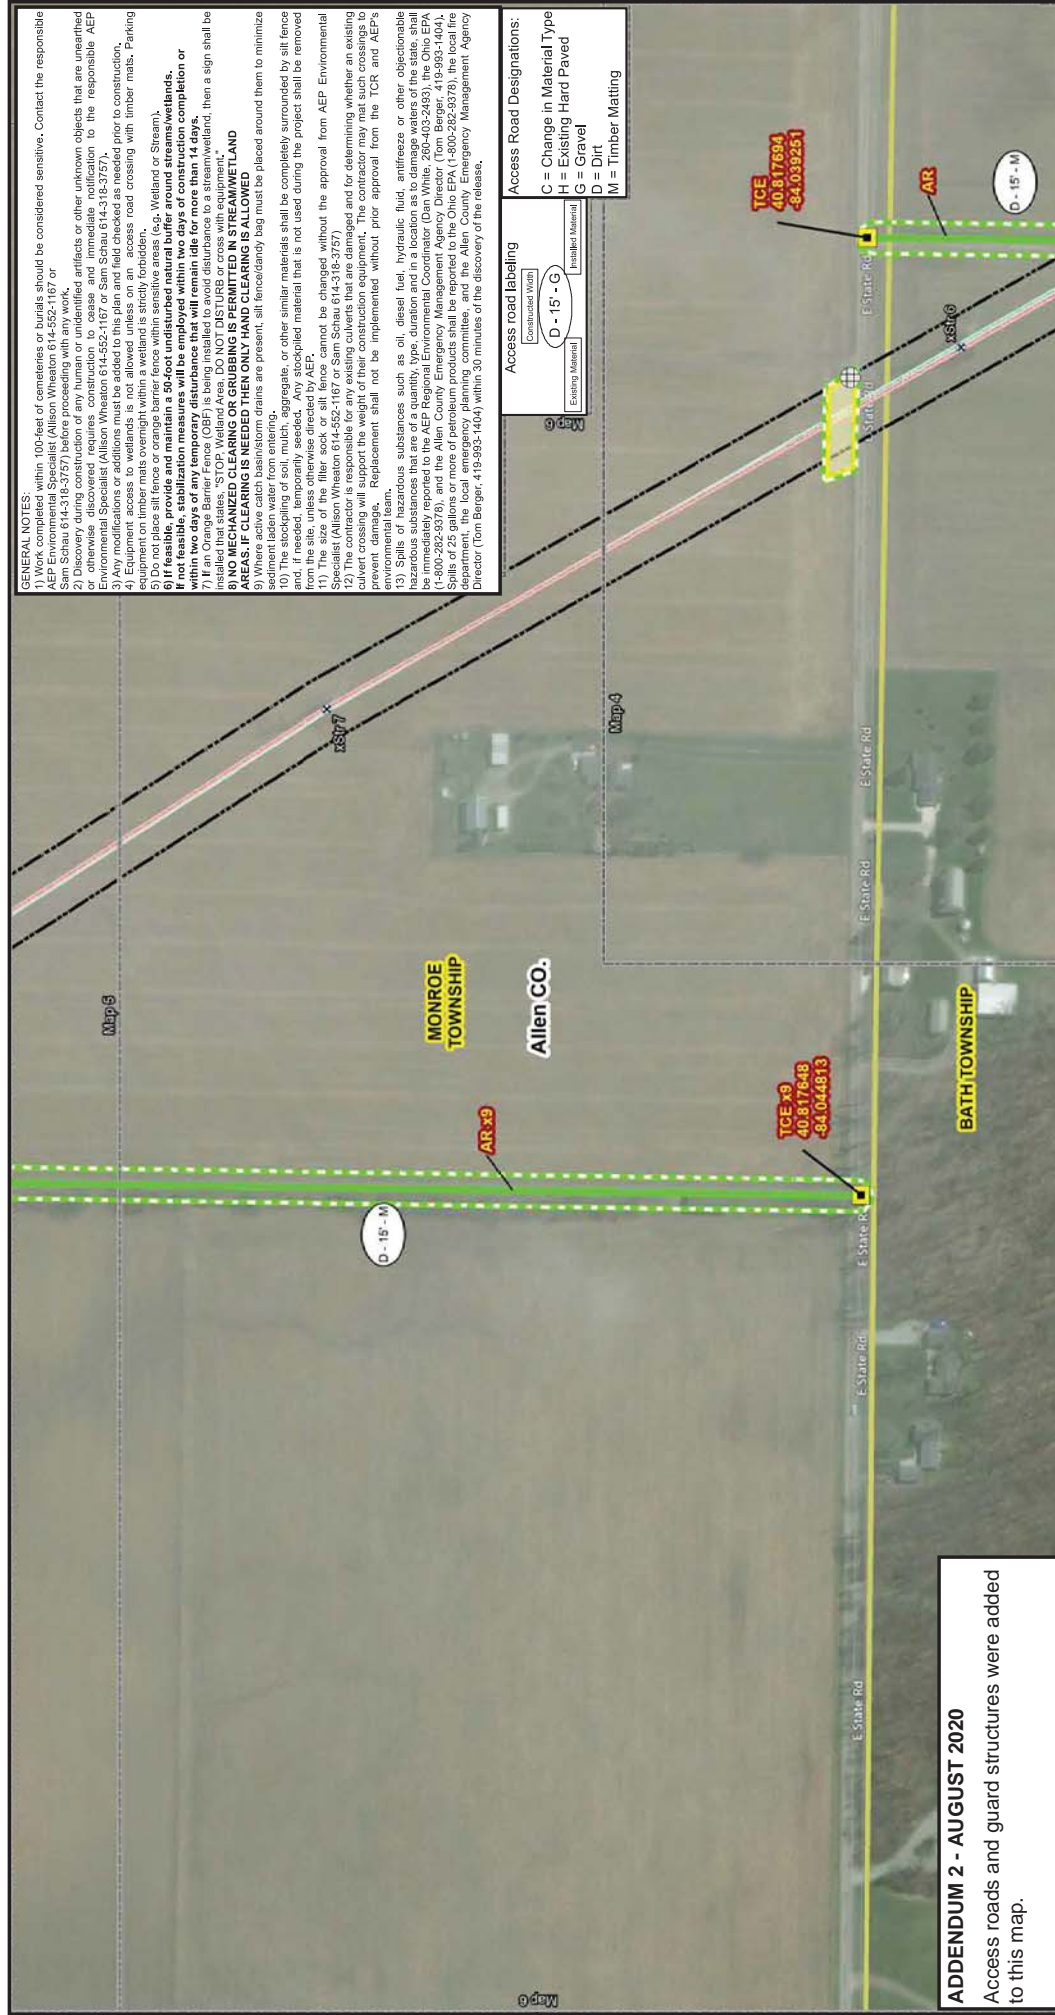 GENERAL NOTES:
1) Work completed within 100-feet of cemeteries or burials should be considered sensitive. Contact the responsible
AEP Environmental Specialist (Allison Wheaton 614-552-1167 or
Sam Schau 614-318-3757) before proceeding with any work.
2) Discovery during construction of any human or unidentified artifacts or other unknown objects that are unearthed
or otherwise discovered requires construction to cease and immediate notification to the responsible AEP
Environmental Specialist (Allison Wheaton 614-552-1167 or Sam Schau 614-318-3757).
3) Any modifications or additions must be added to this plan and field checked as needed prior to construction.
4) Equipment access to wetlands is not allowed unless on an access road crossing with timber mats. Parking
equipment on timber mats overnight within a wetland is strictly forbidden.
5) Do not place silt fence or orange barrier fence within sensitive areas (e.g. Wetland or Stream).
6) If feasible, provide and maintain a 50-foot undisturbed natural buffer around streams/wetlands.
If not feasible, stabilization measures will be employed within two days of construction completion or
within two days of any temporary disturbance that will remain idle for more than 14 days.
7) If an Orange Barrier Fence (OBF) is being installed to avoid disturbance to a stream/wetland, then a sign shall be
installed that states, "STOP, Wetland Area, DO NOT DISTURB or cross with equipment."
8) NO MECHANIZED CLEARING OR GRUBBING IS PERMITTED IN STREAM/WETLAND
AREAS. IF CLEARING IS NEEDED THEN ONLY HAND CLEARING IS ALLOWED
9) Where active catch basin/storm drains are present, silt fence/dandy bag must be placed around them to minimize
sediment laden water from entering.
10) The stockpiling of soil, mulch, aggregate, or other similar materials shall be completely surrounded by silt fence
and, if needed, temporarily seeded. Any stockpiled material that is not used during the project shall be removed
from the site, unless otherwise directed by AEP.
11) The size of the filter sock or silt fence cannot be changed without the approval from AEP Environmental
Specialist (Allison Wheaton 614-552-1167 or Sam Schau 614-318-3757)
12) The contractor is responsible for any existing culverts that are damaged and for determining whether an existing
culvert crossing will support the weight of their construction equipment. The contractor may mat such crossings to
prevent damage. Replacement shall not be implemented without prior approval from the TCR and AEP's
environmental team.
13) Spills of hazardous substances such as oil, diesel fuel, hydraulic fluid, antifreeze or other objectionable
hazardous substances that are of a quantity, type, duration and in a location as to damage waters of the state, shall
be immediately reported to the AEP Regional Environmental Coordinator (Dan White, 260-403-2493), the Ohio EPA
(1-800-282-9378), and the Allen County Emergency Management Agency Director (Tom Berger, 419-993-1404).
Spills of 25 gallons or more of petroleum products shall be reported to the Ohio EPA (1-800-282-9378), the local fire
department, the local emergency planning committee, and the Allen County Emergency Management Agency
Director (Tom Berger, 419-993-1404) within 30 minutes of the discovery of the release.
Access road labeling
Constructed Width
D - 15' - G
Existing Material
Installed Material
Access Road Designations:
C = Change in Material Type
H = Existing Hard Paved
G = Gravel
D = Dirt
M = Timber Matting
Map 5
Map 6
Map 4
Map 6
xStr 7
xStr 6
MONROE
TOWNSHIP
Allen CO.
BATH TOWNSHIP
AR x9
D - 15' - M
TCE x9
40.817648
-84.044813
TCE
40.817694
-84.039251
AR
D - 15' - M
E State Rd
E State Rd
E State R
E State Rd
E State Rd
State Rd
E State Rd
ADDENDUM 2 - AUGUST 2020
Access roads and guard structures were added
to this map.